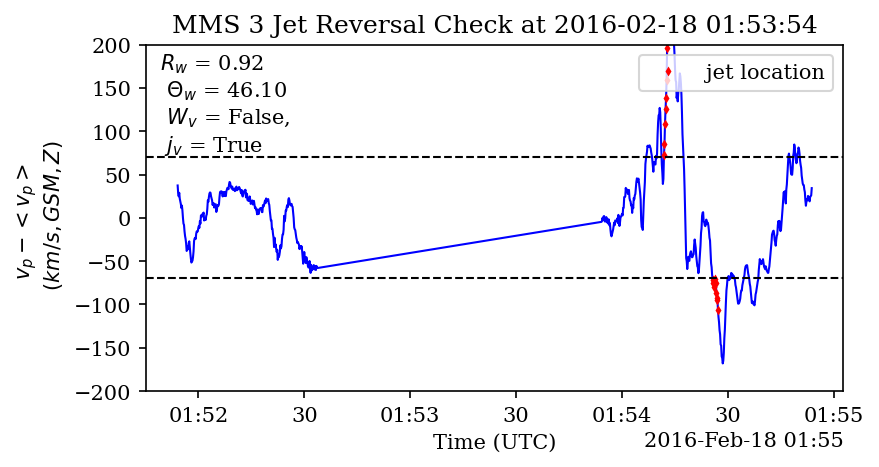 MMS 3 Jet Reversal Check at 2016-02-18 01:53:54
R_w = 0.92
Θ_w = 46.10
W_v = False,
j_v = True
jet location
v_p − < v_p >
(km/s, GSM, Z)
200
150
100
50
0
−50
−100
−150
−200
01:52 30 01:53 30 01:54 30 01:55
Time (UTC)
2016-Feb-18 01:55